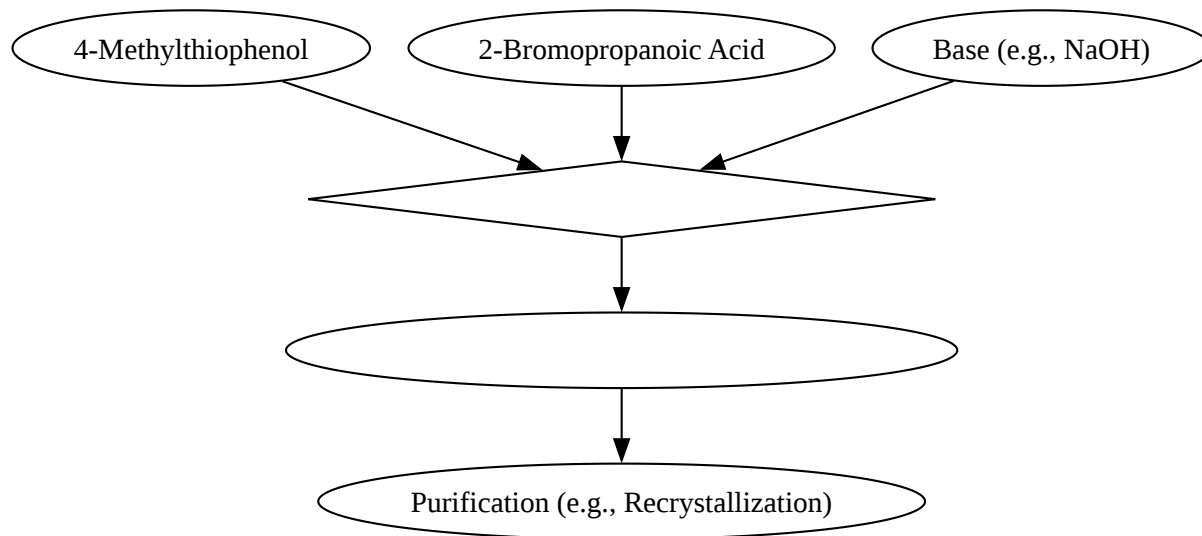 4-Methylthiophenol
2-Bromopropanoic Acid
Base (e.g., NaOH)
Purification (e.g., Recrystallization)